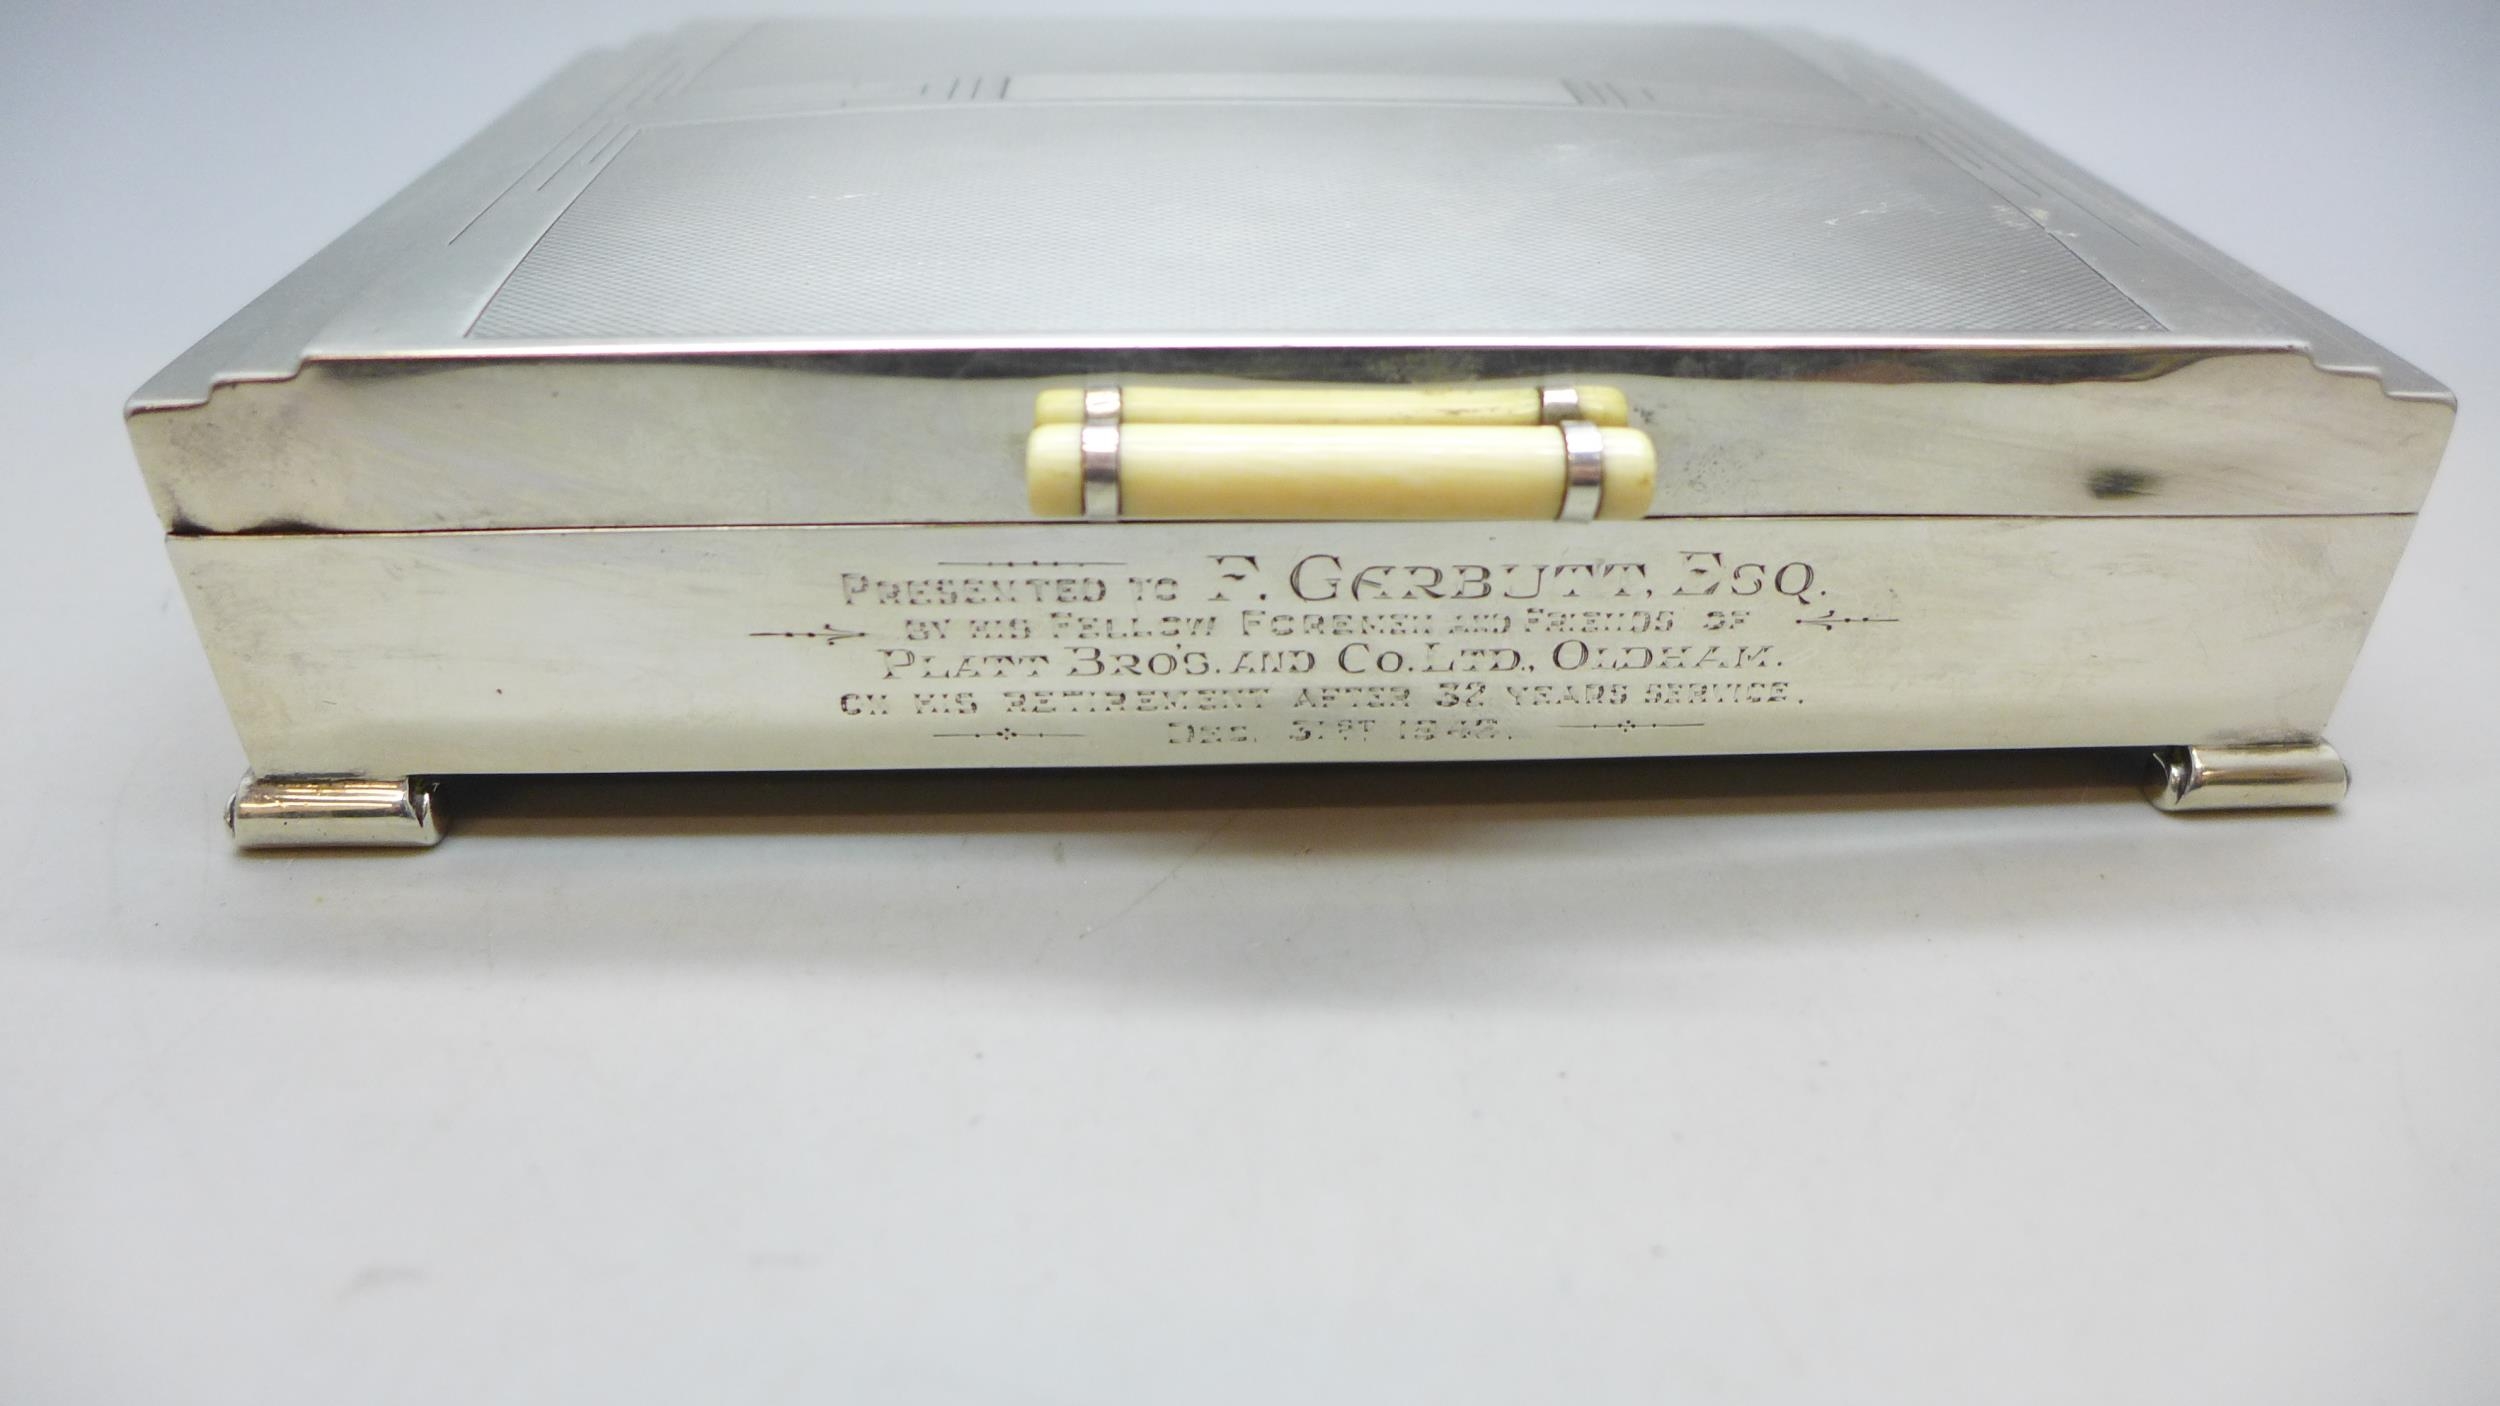 PRESENTED TO F. GARBUTT, ESQ.
BY HIS FELLOW FOREMEN AND FRIENDS OF
PLATT BRO'S. AND CO. LTD., OLDHAM.
ON HIS RETIREMENT AFTER 32 YEARS SERVICE.
DEC. 31ST